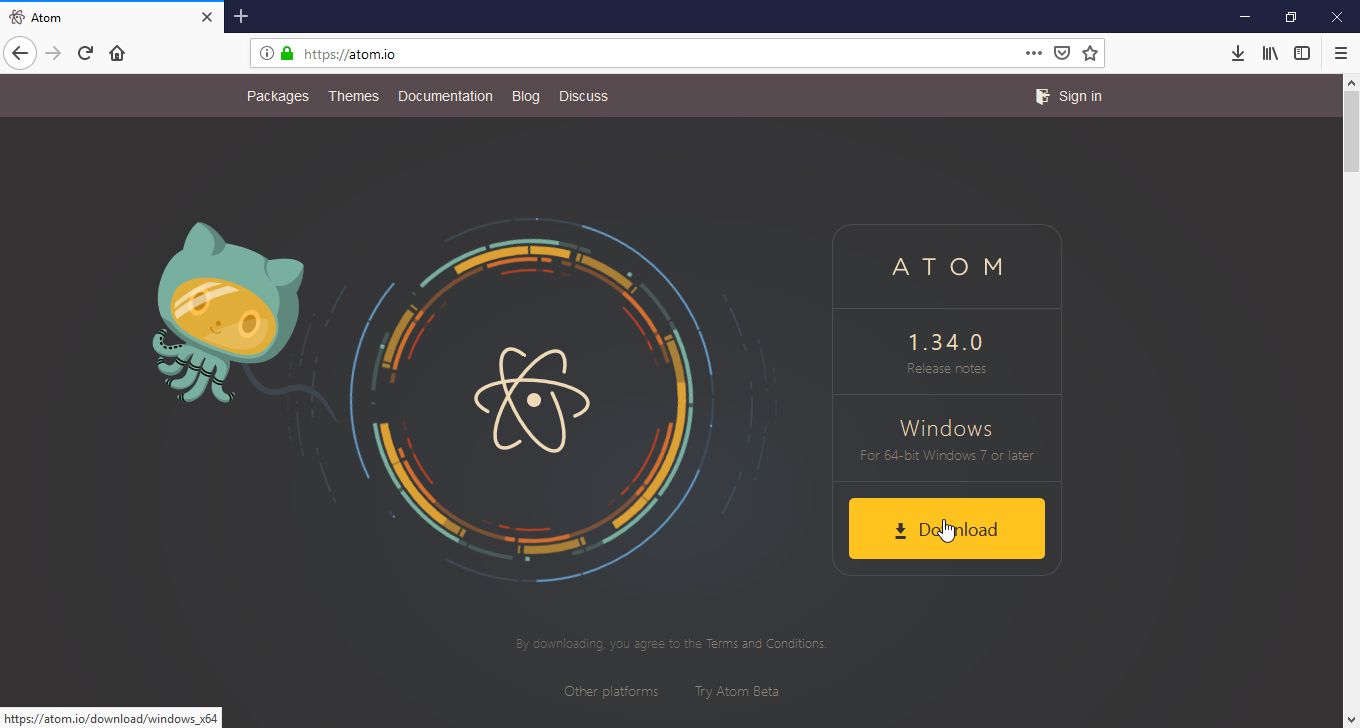 Atom
https://atom.io
Packages Themes Documentation Blog Discuss Sign in
ATOM
1.34.0
Release notes
Windows
For 64-bit Windows 7 or later
Download
By downloading, you agree to the Terms and Conditions.
Other platforms Try Atom Beta
https://atom.io/download/windows_x64